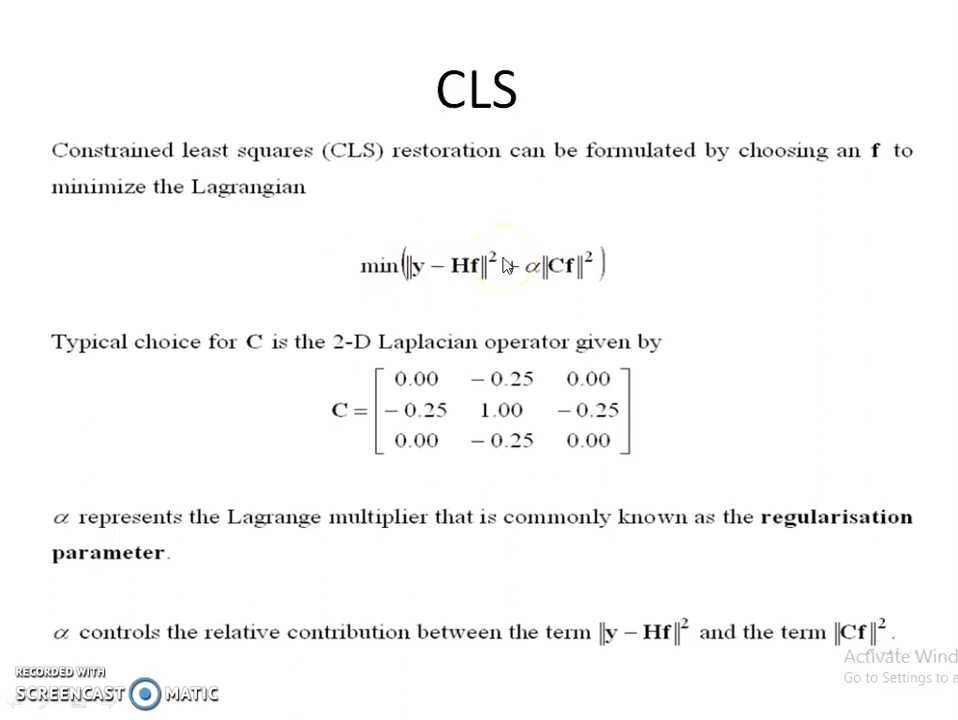 CLS
Constrained least squares (CLS) restoration can be formulated by choosing an f to
minimize the Lagrangian
min(‖y − Hf‖² + α‖Cf‖²)
Typical choice for C is the 2-D Laplacian operator given by
0.00 − 0.25 0.00
C = − 0.25 1.00 − 0.25
0.00 − 0.25 0.00
α represents the Lagrange multiplier that is commonly known as the regularisation
parameter.
α controls the relative contribution between the term ‖y − Hf‖² and the term ‖Cf‖².
Activate Wind
Go to Settings to a
RECORDED WITH
SCREENCAST MATIC